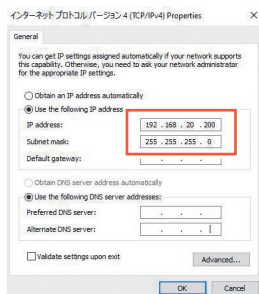 インターネット プロトコル バージョン 4 (TCP/IPv4) Properties
General
You can get IP settings assigned automatically if your network supports
this capability. Otherwise, you need to ask your network administrator
for the appropriate IP settings.
Obtain an IP address automatically
Use the following IP address
IP address: 192 . 168 . 20 . 200
Subnet mask: 255 . 255 . 255 . 0
Default gateway: . . .
Obtain DNS server address automatically
Use the following DNS server addresses:
Preferred DNS server: . . .
Alternate DNS server: . . .
Validate settings upon exit
Advanced...
OK Cancel